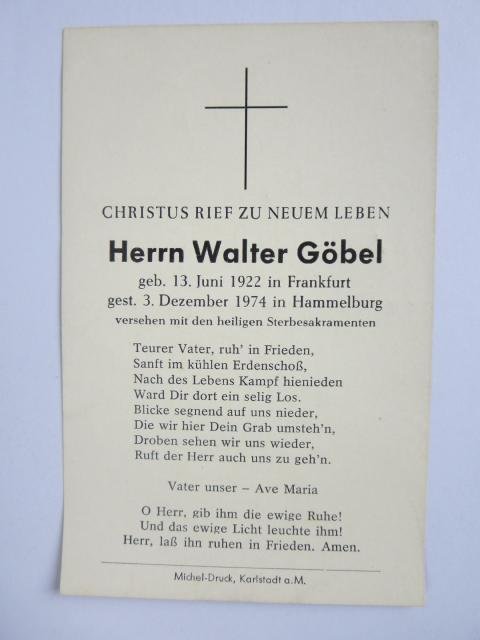 CHRISTUS RIEF ZU NEUEM LEBEN
Herrn Walter Göbel
geb. 13. Juni 1922 in Frankfurt
gest. 3. Dezember 1974 in Hammelburg
versehen mit den heiligen Sterbesakramenten
Teurer Vater, ruh' in Frieden,
Sanft im kühlen Erdenschoß,
Nach des Lebens Kampf hienieden
Ward Dir dort ein selig Los.
Blicke segnend auf uns nieder,
Die wir hier Dein Grab umsteh'n,
Droben sehen wir uns wieder,
Ruft der Herr auch uns zu geh'n.
Vater unser – Ave Maria
O Herr, gib ihm die ewige Ruhe!
Und das ewige Licht leuchte ihm!
Herr, laß ihn ruhen in Frieden. Amen.
Michel-Druck, Karlstadt a.M.